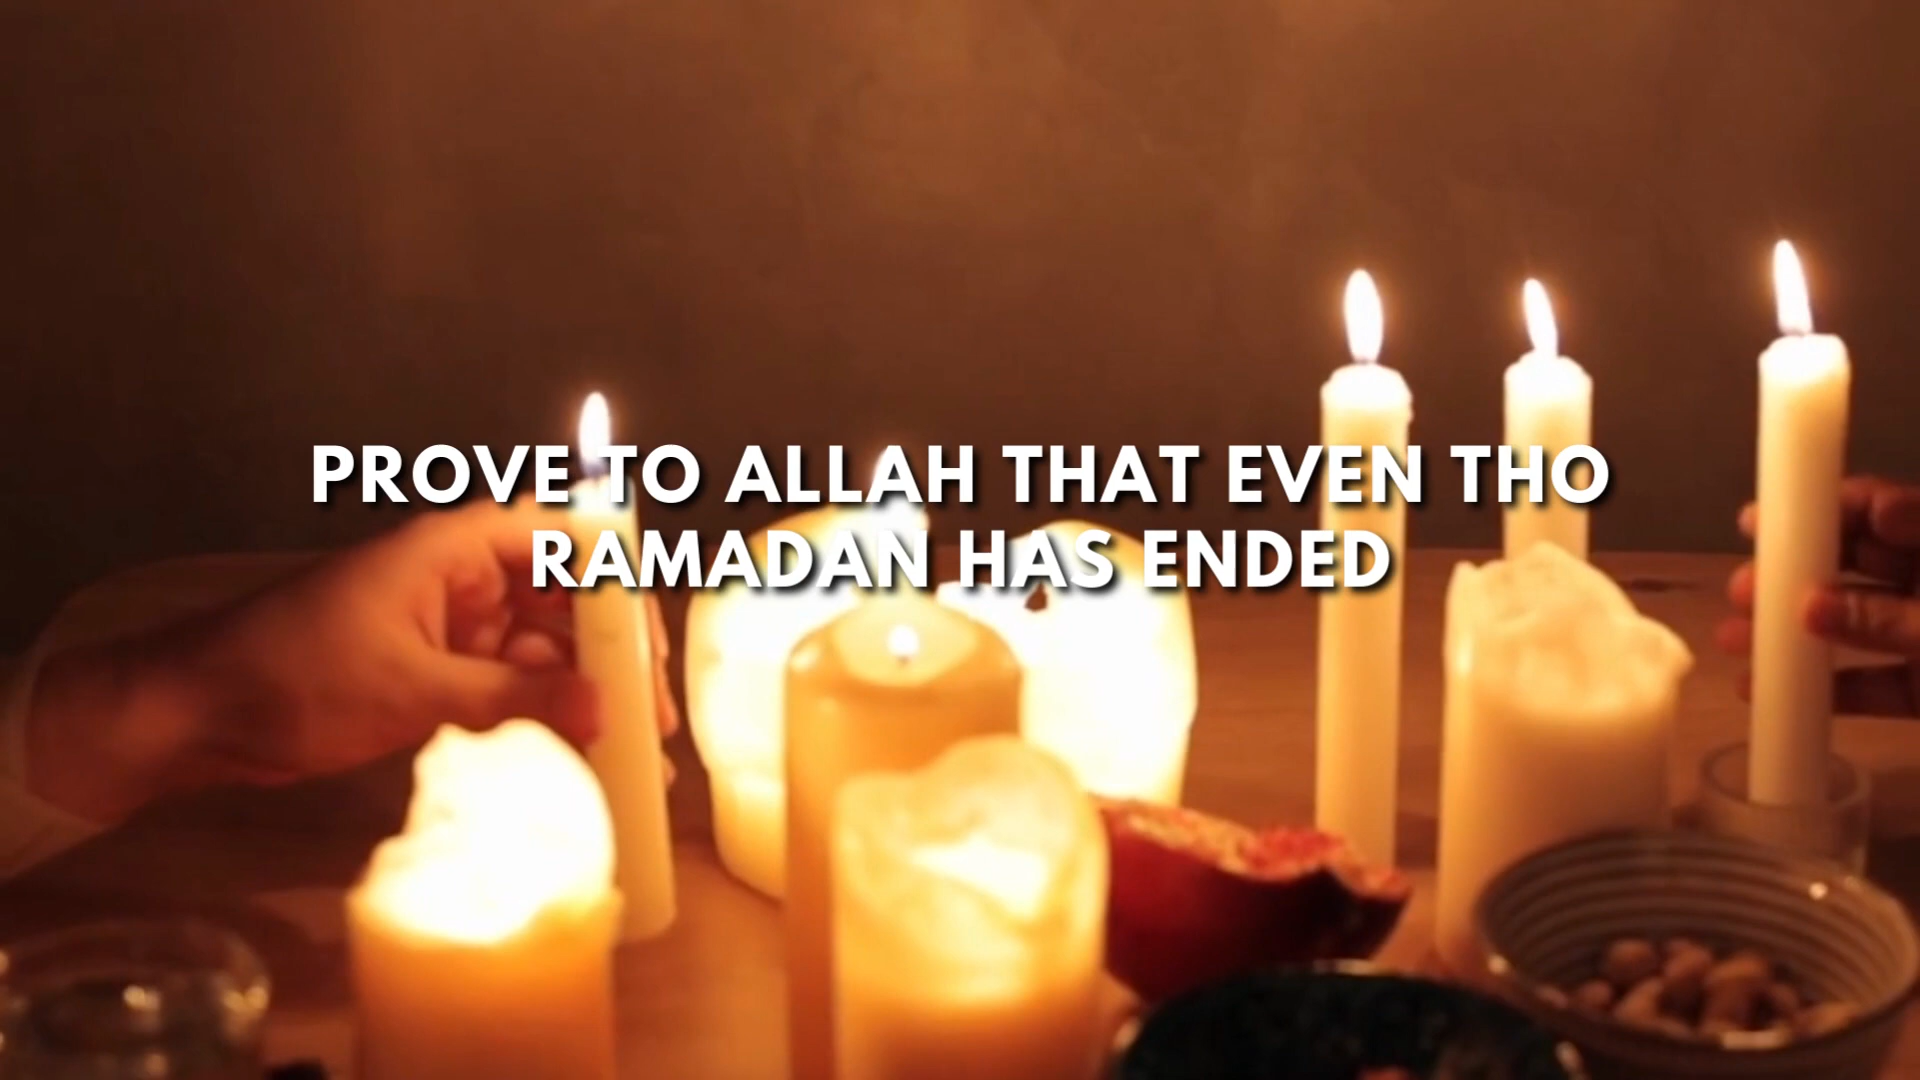 PROVE TO ALLAH THAT EVEN THO
RAMADAN HAS ENDED